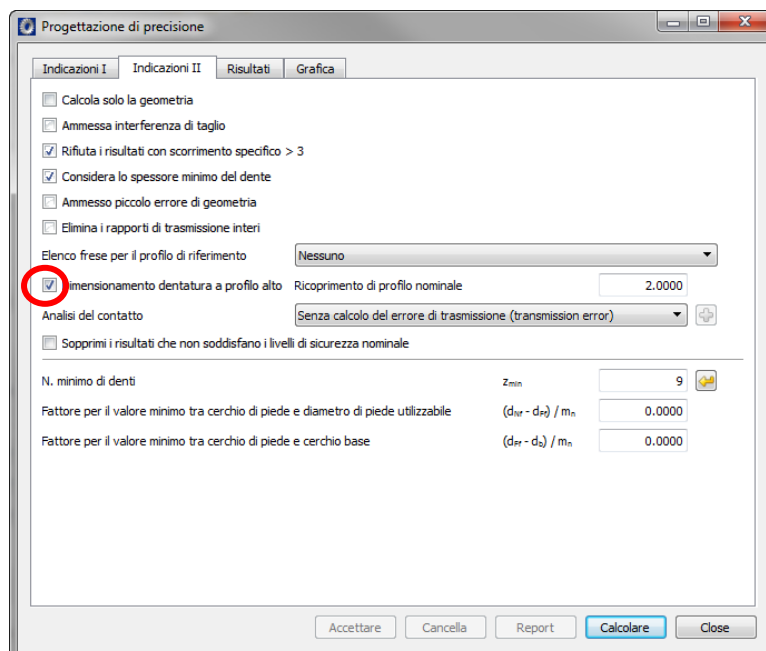 Progettazione di precisione
Indicazioni I Indicazioni II Risultati Grafica
Calcola solo la geometria
Ammessa interferenza di taglio
Rifiuta i risultati con scorrimento specifico > 3
Considera lo spessore minimo del dente
Ammesso piccolo errore di geometria
Elimina i rapporti di trasmissione interi
Elenco frese per il profilo di riferimento Nessuno
Dimensionamento dentatura a profilo alto Ricoprimento di profilo nominale 2.0000
Analisi del contatto Senza calcolo del errore di trasmissione (transmission error)
Sopprimi i risultati che non soddisfano i livelli di sicurezza nominale
N. minimo di denti zmin 9
Fattore per il valore minimo tra cerchio di piede e diametro di piede utilizzabile (dNf - dFf) / mn 0.0000
Fattore per il valore minimo tra cerchio di piede e cerchio base (dFf - db) / mn 0.0000
Accettare Cancella Report Calcolare Close